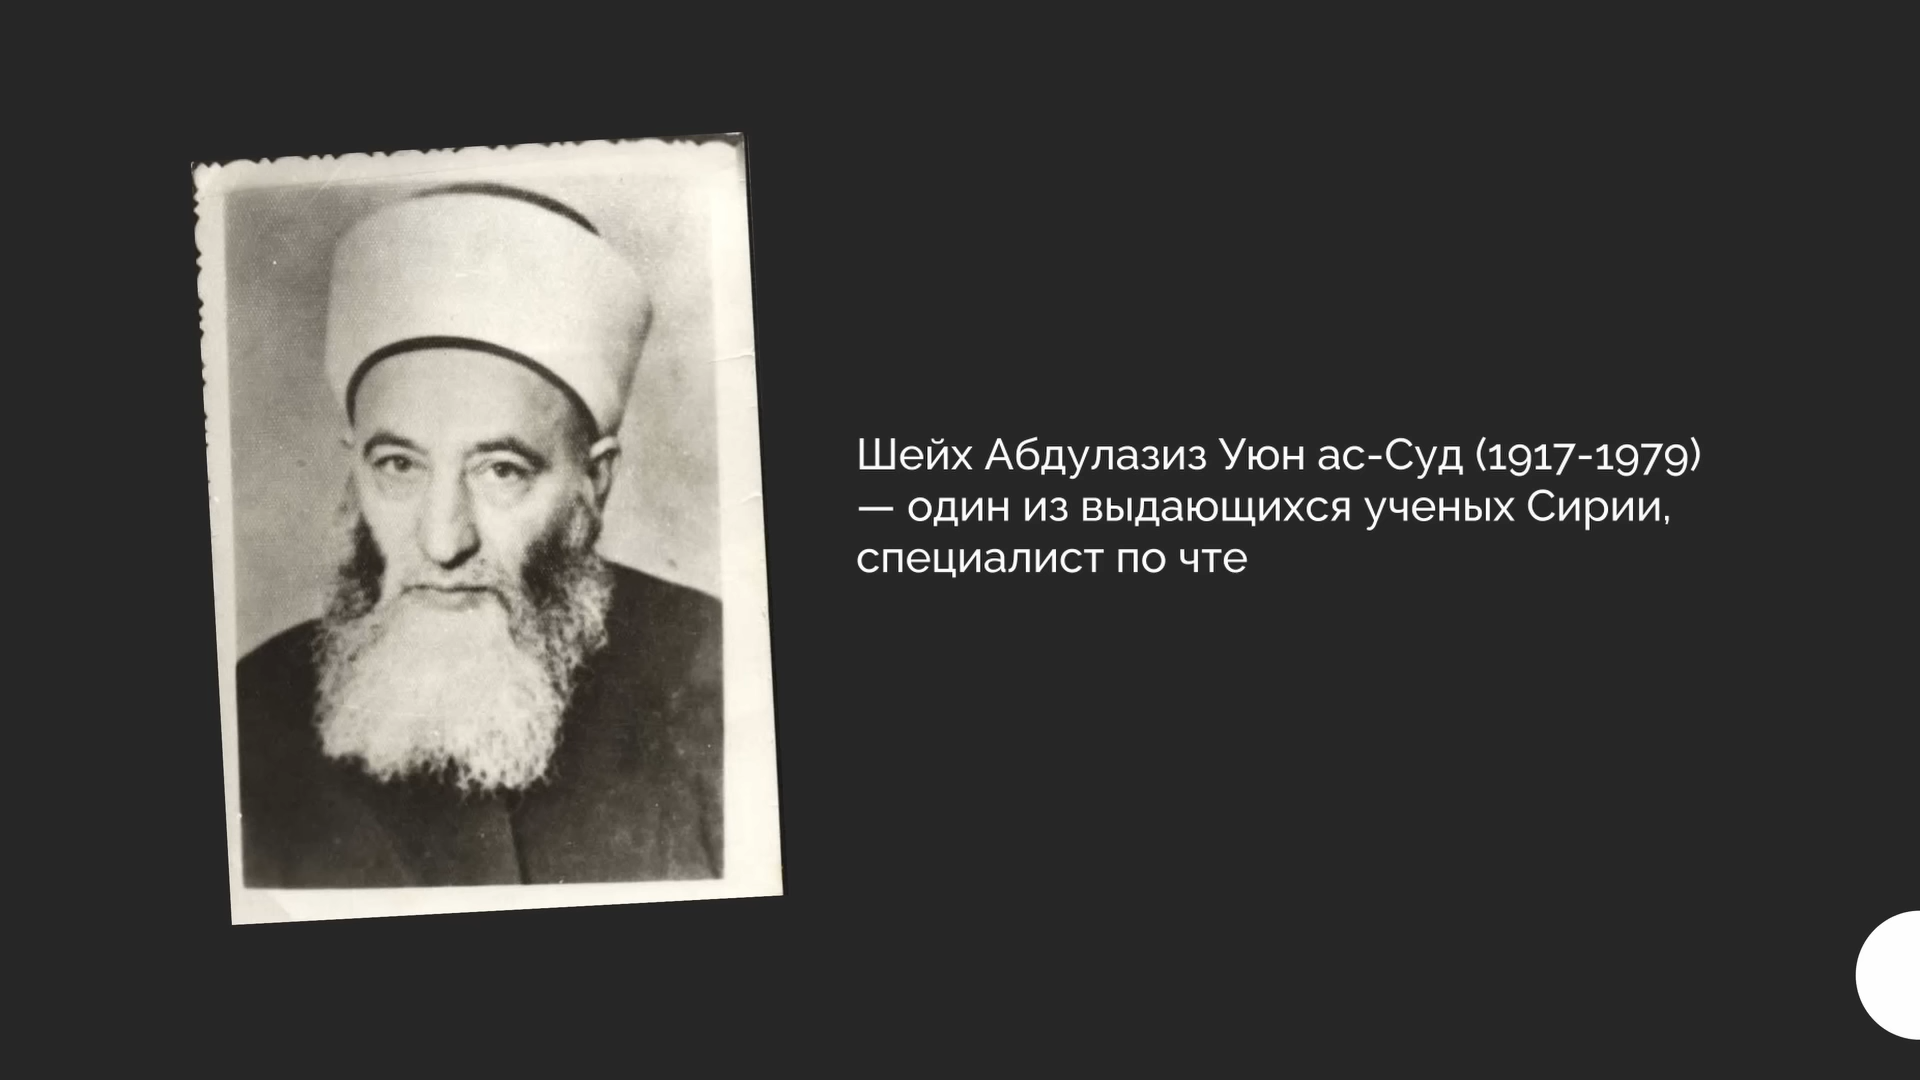 Шейх Абдулазиз Уюн ас-Суд (1917-1979)
— один из выдающихся ученых Сирии,
специалист по чте